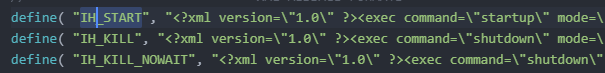 define( "IH_START", "<?xml version=\"1.0\" ?><exec command=\"startup\" mode=\
define( "IH_KILL", "<?xml version=\"1.0\" ?><exec command=\"shutdown\" mode=\
define( "IH_KILL_NOWAIT", "<?xml version=\"1.0\" ?><exec command=\"shutdown\"